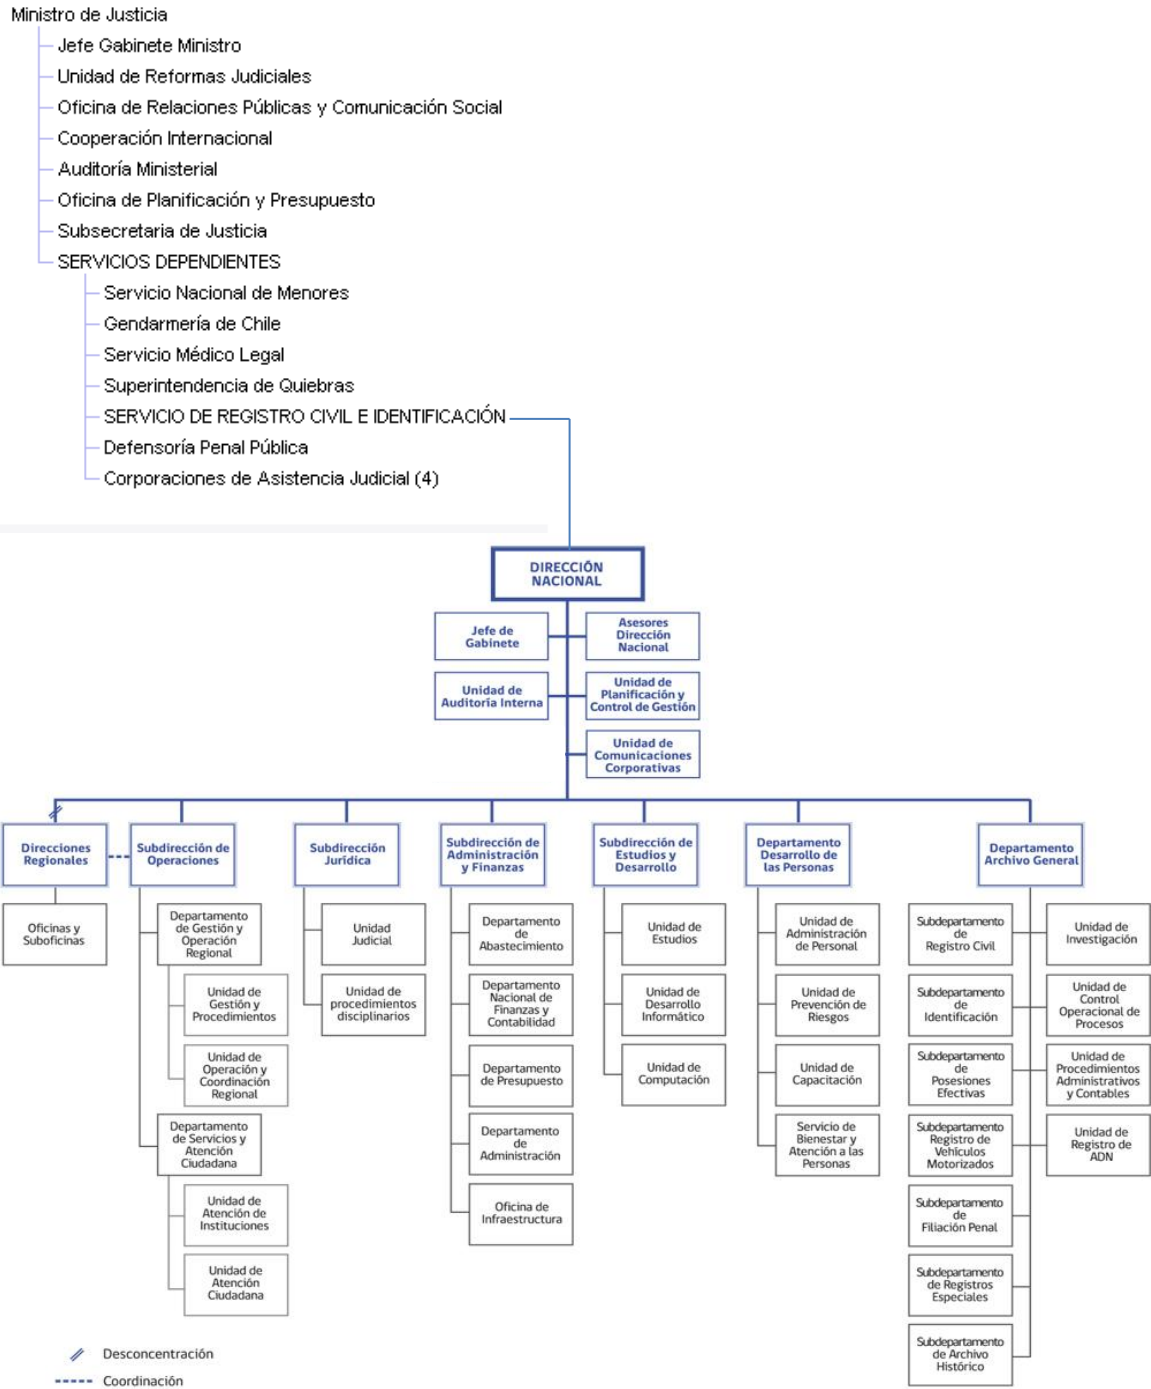 Ministro de Justicia
Jefe Gabinete Ministro
Unidad de Reformas Judiciales
Oficina de Relaciones Públicas y Comunicación Social
Cooperación Internacional
Auditoría Ministerial
Oficina de Planificación y Presupuesto
Subsecretaria de Justicia
SERVICIOS DEPENDIENTES
Servicio Nacional de Menores
Gendarmería de Chile
Servicio Médico Legal
Superintendencia de Quiebras
SERVICIO DE REGISTRO CIVIL E IDENTIFICACIÓN
Defensoría Penal Pública
Corporaciones de Asistencia Judicial (4)
DIRECCIÓN
NACIONAL
Jefe de
Gabinete
Asesores
Dirección
Nacional
Unidad de
Auditoría Interna
Unidad de
Planificación y
Control de Gestión
Unidad de
Comunicaciones
Corporativas
Direcciones
Regionales
Subdirección de
Operaciones
Subdirección
Jurídica
Subdirección de
Administración
y Finanzas
Subdirección de
Estudios y
Desarrollo
Departamento
Desarrollo de
las Personas
Departamento
Archivo General
Oficinas y
Suboficinas
Departamento
de Gestión y
Operación
Regional
Unidad de
Gestión y
Procedimientos
Unidad de
Operación y
Coordinación
Regional
Departamento
de Servicios y
Atención
Ciudadana
Unidad de
Atención de
Instituciones
Unidad de
Atención
Ciudadana
Unidad
Judicial
Unidad de
procedimientos
disciplinarios
Departamento
de
Abastecimiento
Departamento
Nacional de
Finanzas y
Contabilidad
Departamento
de Presupuesto
Departamento
de
Administración
Oficina de
Infraestructura
Unidad de
Estudios
Unidad de
Desarrollo
Informático
Unidad de
Computación
Unidad de
Administración
de Personal
Unidad de
Prevención de
Riesgos
Unidad de
Capacitación
Servicio de
Bienestar y
Atención a las
Personas
Subdepartamento
de
Registro Civil
Subdepartamento
de
Identificación
Subdepartamento
de
Posesiones
Efectivas
Subdepartamento
Registro de
Vehículos
Motorizados
Subdepartamento
de
Filiación Penal
Subdepartamento
de Registros
Especiales
Subdepartamento
de Archivo
Histórico
Unidad de
Investigación
Unidad de
Control
Operacional de
Procesos
Unidad de
Procedimientos
Administrativos
y Contables
Unidad de
Registro de
ADN
Desconcentración
Coordinación